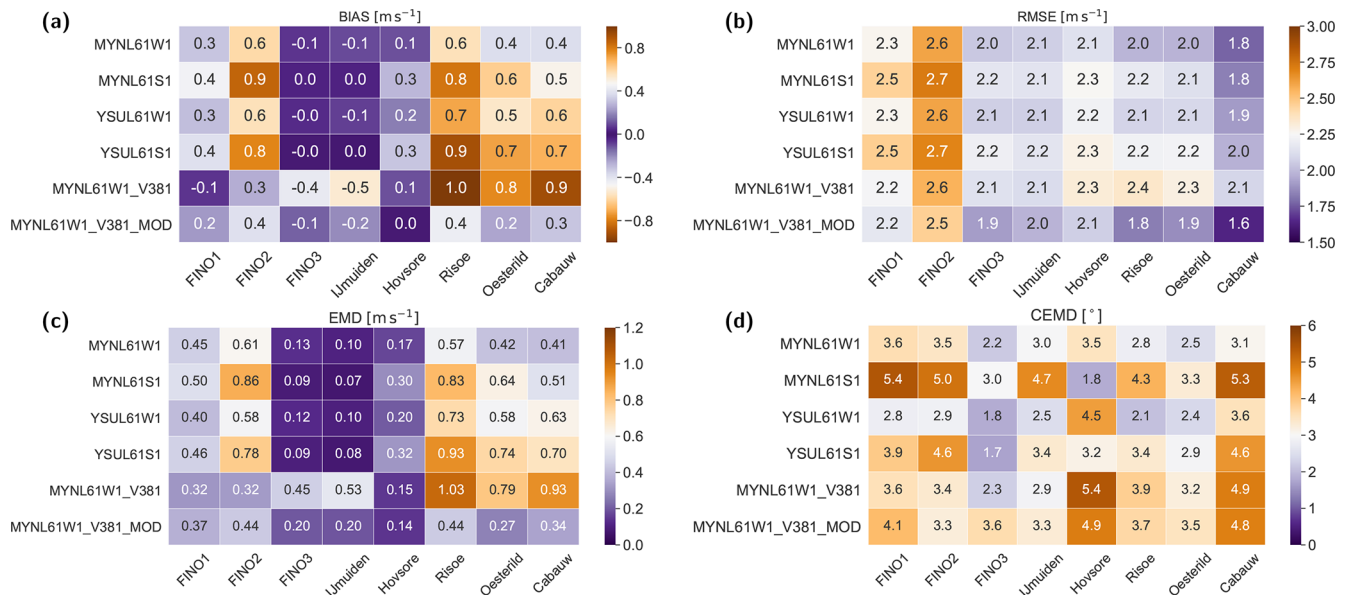 (a)
BIAS [m s⁻¹]
MYNL61W1 0.3 0.6 -0.1 -0.1 0.1 0.6 0.4 0.4
MYNL61S1 0.4 0.9 0.0 0.0 0.3 0.8 0.6 0.5
YSUL61W1 0.3 0.6 -0.0 -0.1 0.2 0.7 0.5 0.6
YSUL61S1 0.4 0.8 -0.0 0.0 0.3 0.9 0.7 0.7
MYNL61W1_V381 -0.1 0.3 -0.4 -0.5 0.1 1.0 0.8 0.9
MYNL61W1_V381_MOD 0.2 0.4 -0.1 -0.2 0.0 0.4 0.2 0.3
FINO1 FINO2 FINO3 IJmuiden Hovsore Risoe Oesterild Cabauw
0.8
0.4
0.0
−0.4
−0.8
(b)
RMSE [m s⁻¹]
MYNL61W1 2.3 2.6 2.0 2.1 2.1 2.0 2.0 1.8
MYNL61S1 2.5 2.7 2.2 2.1 2.3 2.2 2.1 1.8
YSUL61W1 2.3 2.6 2.1 2.1 2.1 2.1 2.1 1.9
YSUL61S1 2.5 2.7 2.2 2.2 2.3 2.2 2.2 2.0
MYNL61W1_V381 2.2 2.6 2.1 2.1 2.3 2.4 2.3 2.1
MYNL61W1_V381_MOD 2.2 2.5 1.9 2.0 2.1 1.8 1.9 1.6
FINO1 FINO2 FINO3 IJmuiden Hovsore Risoe Oesterild Cabauw
3.00
2.75
2.50
2.25
2.00
1.75
1.50
(c)
EMD [m s⁻¹]
MYNL61W1 0.45 0.61 0.13 0.10 0.17 0.57 0.42 0.41
MYNL61S1 0.50 0.86 0.09 0.07 0.30 0.83 0.64 0.51
YSUL61W1 0.40 0.58 0.12 0.10 0.20 0.73 0.58 0.63
YSUL61S1 0.46 0.78 0.09 0.08 0.32 0.93 0.74 0.70
MYNL61W1_V381 0.32 0.32 0.45 0.53 0.15 1.03 0.79 0.93
MYNL61W1_V381_MOD 0.37 0.44 0.20 0.20 0.14 0.44 0.27 0.34
FINO1 FINO2 FINO3 IJmuiden Hovsore Risoe Oesterild Cabauw
1.2
1.0
0.8
0.6
0.4
0.2
0.0
(d)
CEMD [°]
MYNL61W1 3.6 3.5 2.2 3.0 3.5 2.8 2.5 3.1
MYNL61S1 5.4 5.0 3.0 4.7 1.8 4.3 3.3 5.3
YSUL61W1 2.8 2.9 1.8 2.5 4.5 2.1 2.4 3.6
YSUL61S1 3.9 4.6 1.7 3.4 3.2 3.4 2.9 4.6
MYNL61W1_V381 3.6 3.4 2.3 2.9 5.4 3.9 3.2 4.9
MYNL61W1_V381_MOD 4.1 3.3 3.6 3.3 4.9 3.7 3.5 4.8
FINO1 FINO2 FINO3 IJmuiden Hovsore Risoe Oesterild Cabauw
6
5
4
3
2
1
0